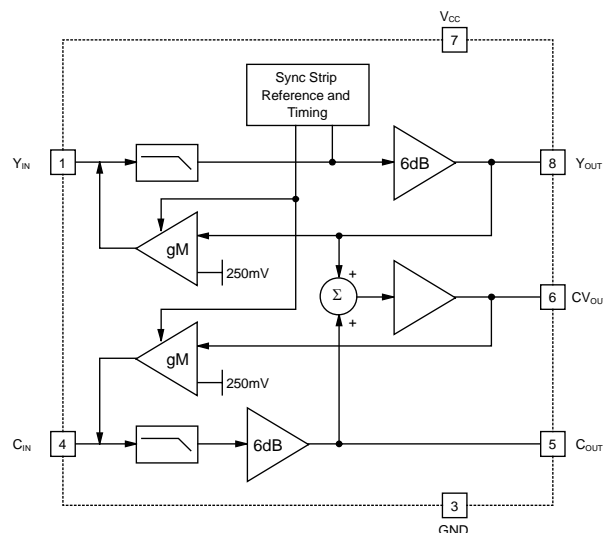 VCC
7
Sync Strip
Reference and
Timing
YIN
1
6dB
8
YOUT
gM
250mV
+
Σ
+
6
CVOU
gM
250mV
CIN
4
6dB
5
COUT
3
GND